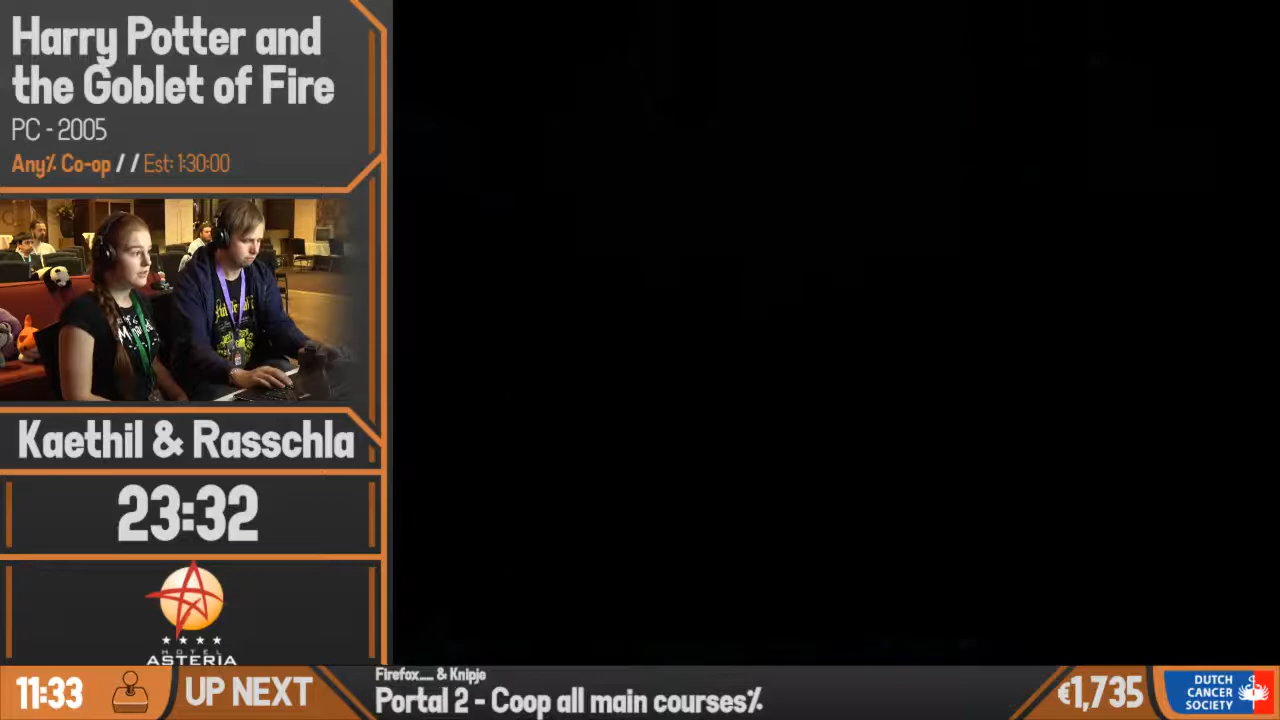 Harry Potter and
the Goblet of Fire
PC - 2005
Any% Co-op // Est: 1:30:00
Kaethil & Rasschla
23:32
★★★★
HOTEL
ASTERIA
11:33
UP NEXT
Firefox__ & Knipje
Portal 2 - Coop all main courses%
€1,735
DUTCH
CANCER
SOCIETY